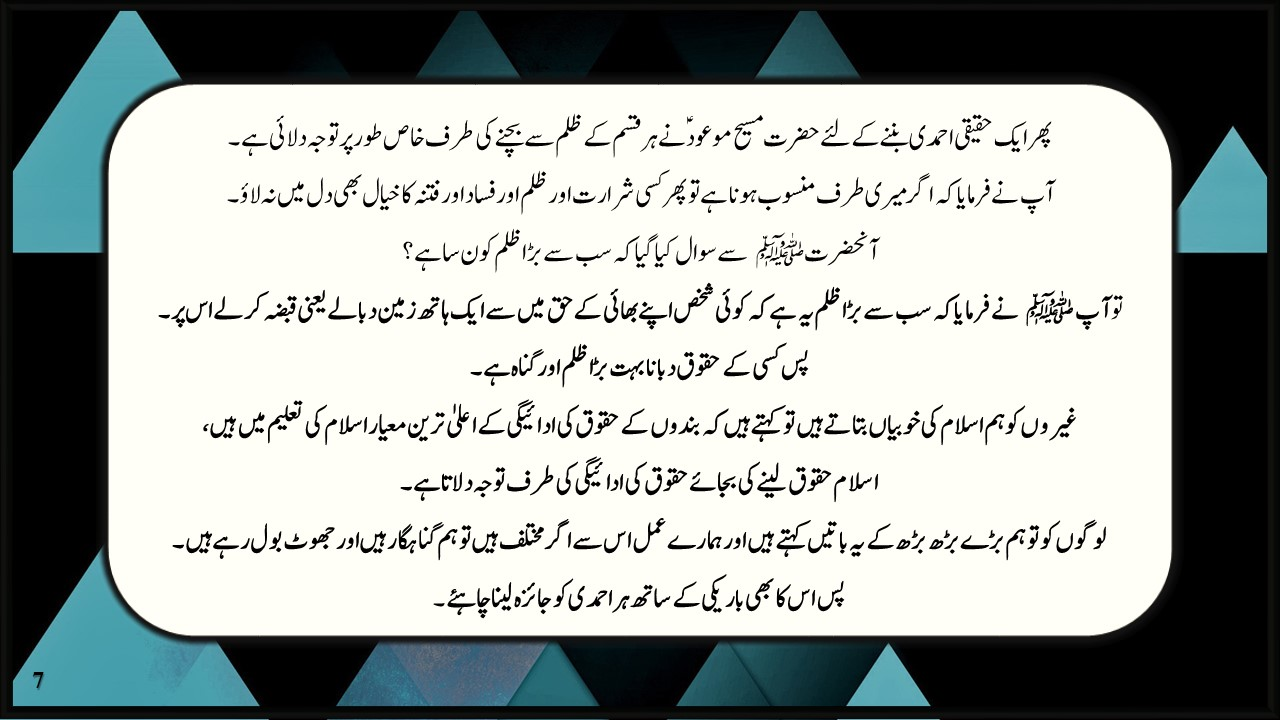 پھر ایک حقیقی احمدی بننے کے لئے حضرت مسیح موعودؑ نے ہر قسم کے ظلم سے بچنے کی طرف خاص طور پر توجہ دلائی ہے۔
آپ نے فرمایا کہ اگر میری طرف منسوب ہونا ہے تو پھر کسی شرارت اور ظلم اور فساد اور فتنہ کا خیال بھی دل میں نہ لاؤ۔
آنحضرت ﷺ سے سوال کیا گیا کہ سب سے بڑا ظلم کون سا ہے؟
تو آپ ﷺ نے فرمایا کہ سب سے بڑا ظلم یہ ہے کہ کوئی شخص اپنے بھائی کے حق میں سے ایک ہاتھ زمین دبا لے یعنی قبضہ کر لے اس پر۔
پس کسی کے حقوق دبانا بہت بڑا ظلم اور گناہ ہے۔
غیروں کو ہم اسلام کی خوبیاں بتاتے ہیں تو کہتے ہیں کہ بندوں کے حقوق کی ادائیگی کے اعلیٰ ترین معیار اسلام کی تعلیم میں ہیں،
اسلام حقوق لینے کی بجائے حقوق کی ادائیگی کی طرف توجہ دلاتا ہے۔
لوگوں کو تو ہم بڑے بڑھ بڑھ کے یہ باتیں کہتے ہیں اور ہمارے عمل اس سے اگر مختلف ہیں تو ہم گناہگار ہیں اور جھوٹ بول رہے ہیں۔
پس اس کا بھی باریکی کے ساتھ ہر احمدی کو جائزہ لینا چاہئے۔
7